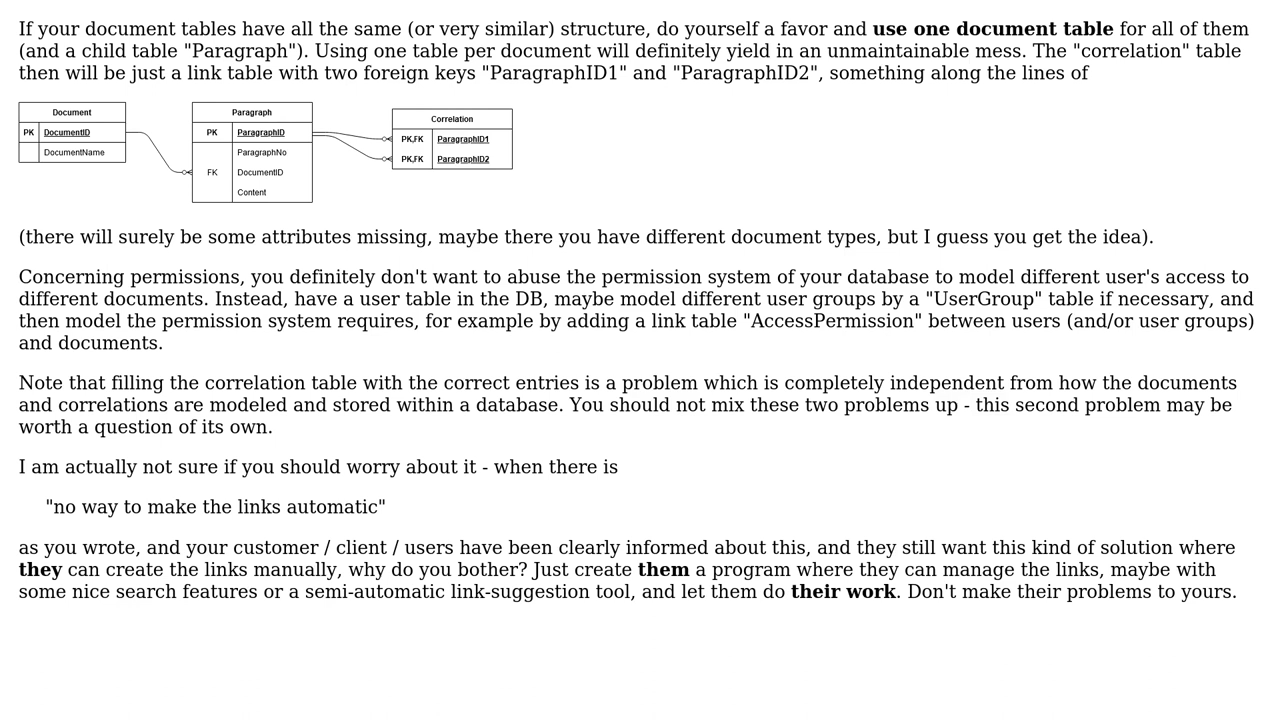 If your document tables have all the same (or very similar) structure, do yourself a favor and use one document table for all of them
(and a child table "Paragraph"). Using one table per document will definitely yield in an unmaintainable mess. The "correlation" table
then will be just a link table with two foreign keys "ParagraphID1" and "ParagraphID2", something along the lines of
Document
PK DocumentID
DocumentName
Paragraph
PK ParagraphID
ParagraphNo
FK DocumentID
Content
Correlation
PK,FK ParagraphID1
PK,FK ParagraphID2
(there will surely be some attributes missing, maybe there you have different document types, but I guess you get the idea).
Concerning permissions, you definitely don't want to abuse the permission system of your database to model different user's access to
different documents. Instead, have a user table in the DB, maybe model different user groups by a "UserGroup" table if necessary, and
then model the permission system requires, for example by adding a link table "AccessPermission" between users (and/or user groups)
and documents.
Note that filling the correlation table with the correct entries is a problem which is completely independent from how the documents
and correlations are modeled and stored within a database. You should not mix these two problems up - this second problem may be
worth a question of its own.
I am actually not sure if you should worry about it - when there is
"no way to make the links automatic"
as you wrote, and your customer / client / users have been clearly informed about this, and they still want this kind of solution where
they can create the links manually, why do you bother? Just create them a program where they can manage the links, maybe with
some nice search features or a semi-automatic link-suggestion tool, and let them do their work. Don't make their problems to yours.